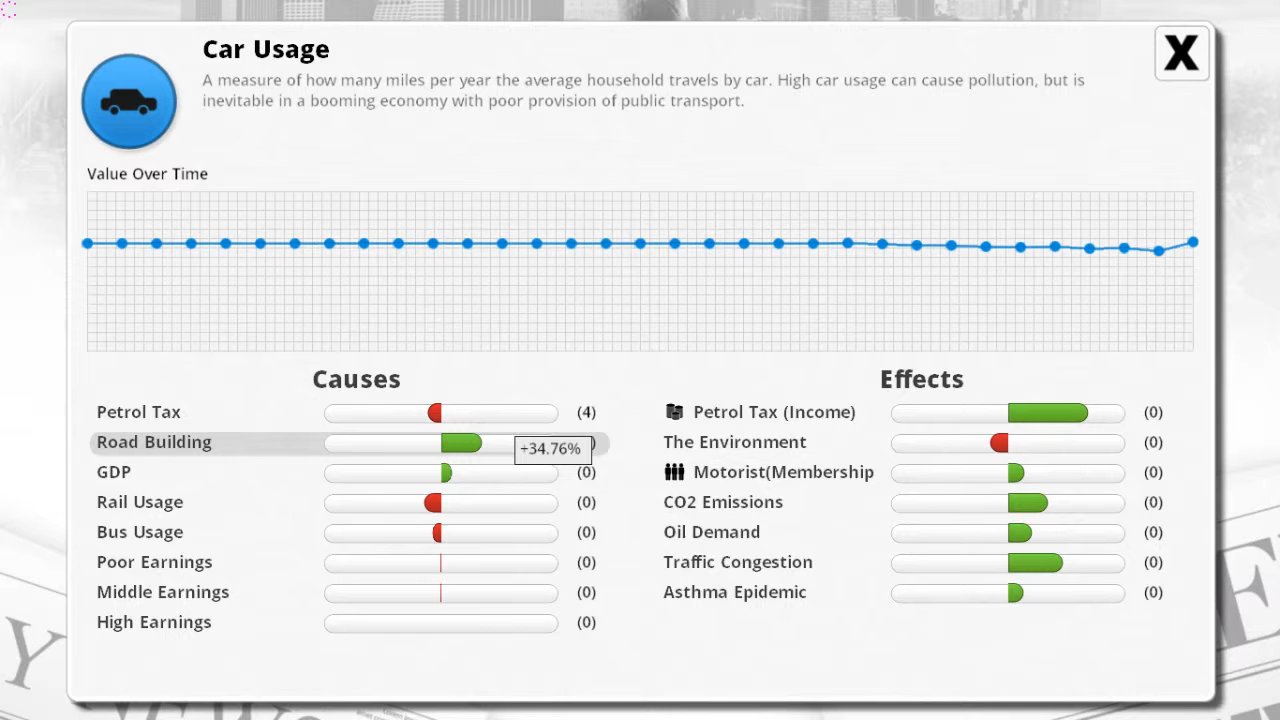 Car Usage
X
A measure of how many miles per year the average household travels by car. High car usage can cause pollution, but is
inevitable in a booming economy with poor provision of public transport.
Value Over Time
Causes
Effects
Petrol Tax (4)
Petrol Tax (Income) (0)
Road Building +34.76% )
The Environment (0)
GDP (0)
Motorist(Membership (0)
Rail Usage (0)
CO2 Emissions (0)
Bus Usage (0)
Oil Demand (0)
Poor Earnings (0)
Traffic Congestion (0)
Middle Earnings (0)
Asthma Epidemic (0)
High Earnings (0)